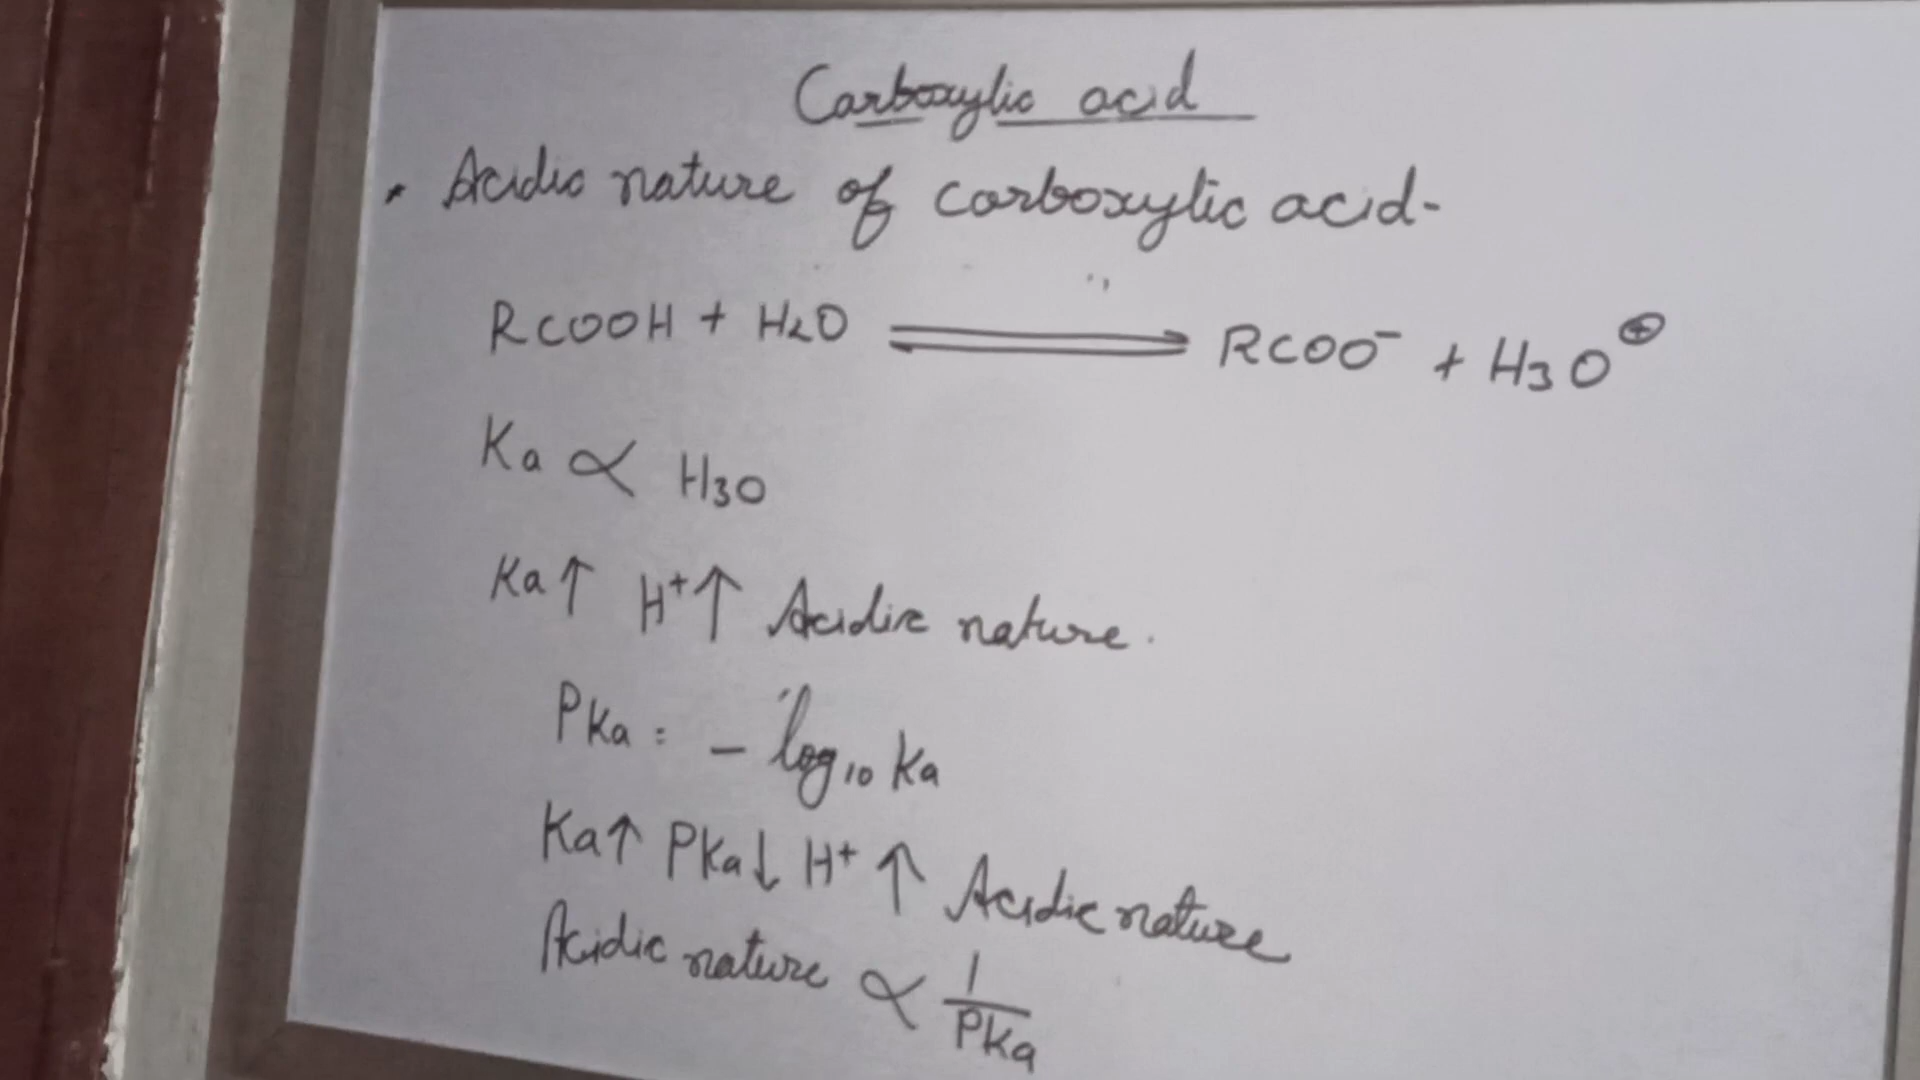 Carboxylic acid
• Acidic nature of carboxylic acid-
RCOOH + H₂O ⇌ RCOO⁻ + H₃O⊕
Ka ∝ H₃O
Ka↑ H⁺↑ Acidic nature.
PKa = - log₁₀ Ka
Ka↑ PKa↓ H⁺↑ Acidic nature
Acidic nature ∝ 1/PKa